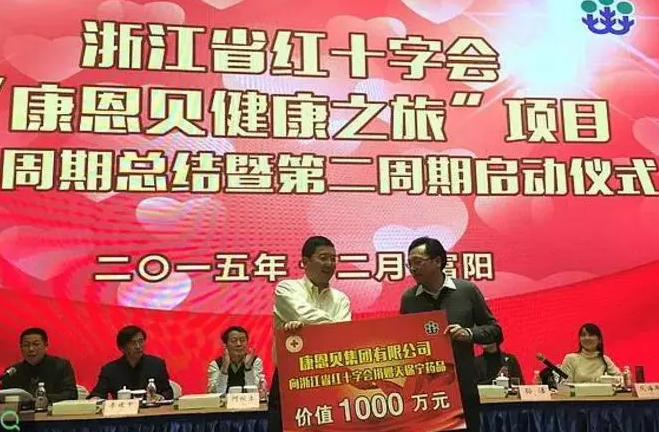 浙江省红十字会
“康恩贝健康之旅”项目
周期总结暨第二周期启动仪式
二〇一五年 二月 富阳
康恩贝集团有限公司
向浙江省红十字会捐赠天保宁药品
价值1000万元